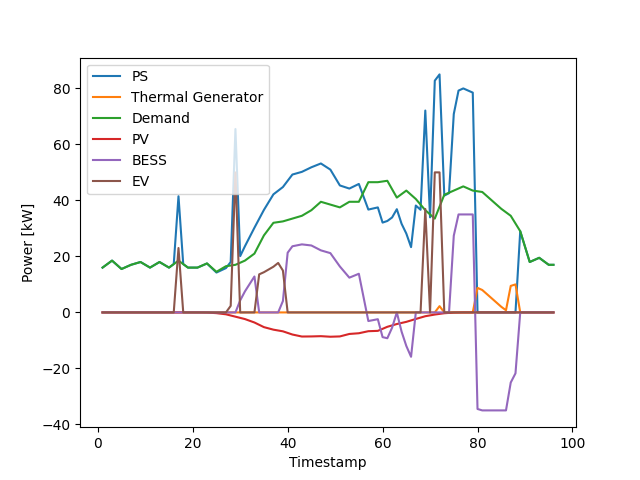 PS
Thermal Generator
Demand
PV
BESS
EV
80
60
40
20
0
−20
−40
Power [kW]
0 20 40 60 80 100
Timestamp